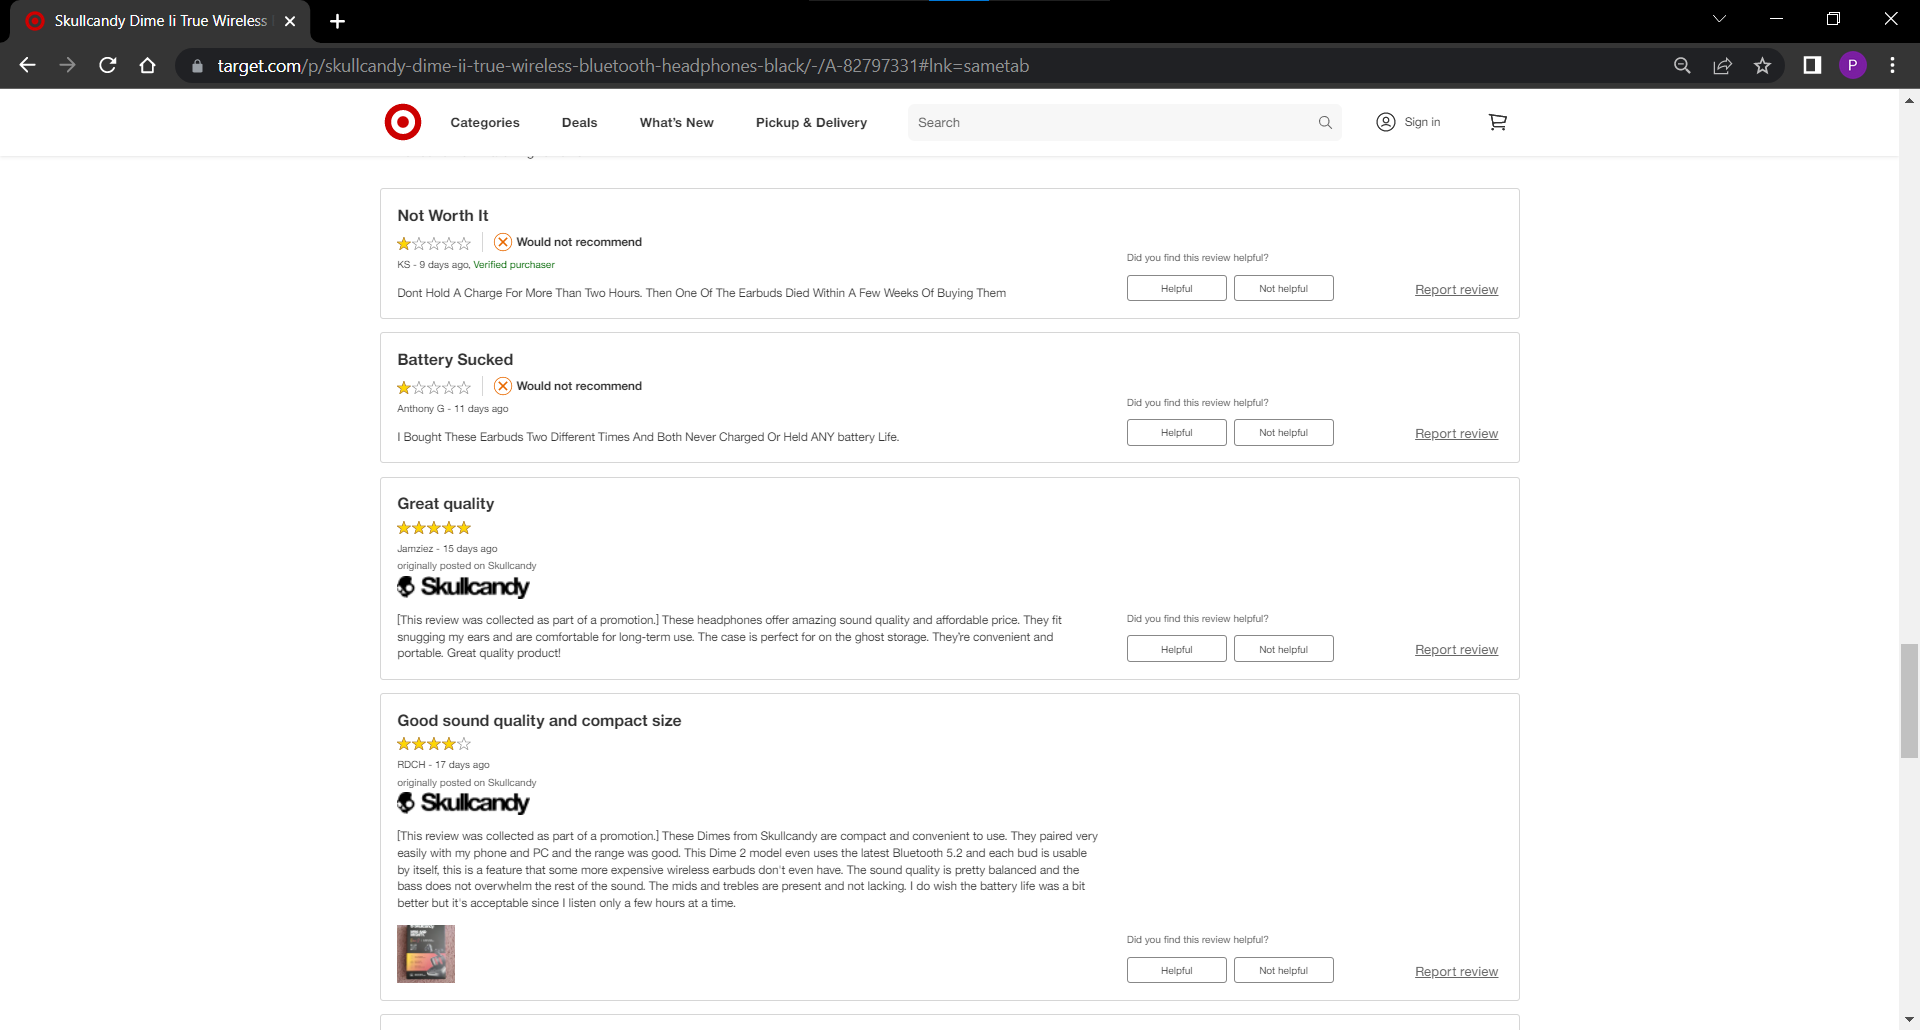 Skullcandy Dime Ii True Wireless
target.com/p/skullcandy-dime-ii-true-wireless-bluetooth-headphones-black/-/A-82797331#lnk=sametab
P
Categories
Deals
What's New
Pickup & Delivery
Search
Sign in
Not Worth It
Would not recommend
KS - 9 days ago, Verified purchaser
Dont Hold A Charge For More Than Two Hours. Then One Of The Earbuds Died Within A Few Weeks Of Buying Them
Did you find this review helpful?
Helpful
Not helpful
Report review
Battery Sucked
Would not recommend
Anthony G - 11 days ago
I Bought These Earbuds Two Different Times And Both Never Charged Or Held ANY battery Life.
Did you find this review helpful?
Helpful
Not helpful
Report review
Great quality
Jamziez - 15 days ago
originally posted on Skullcandy
Skullcandy
[This review was collected as part of a promotion.] These headphones offer amazing sound quality and affordable price. They fit
snugging my ears and are comfortable for long-term use. The case is perfect for on the ghost storage. They're convenient and
portable. Great quality product!
Did you find this review helpful?
Helpful
Not helpful
Report review
Good sound quality and compact size
RDCH - 17 days ago
originally posted on Skullcandy
Skullcandy
[This review was collected as part of a promotion.] These Dimes from Skullcandy are compact and convenient to use. They paired very
easily with my phone and PC and the range was good. This Dime 2 model even uses the latest Bluetooth 5.2 and each bud is usable
by itself, this is a feature that some more expensive wireless earbuds don't even have. The sound quality is pretty balanced and the
bass does not overwhelm the rest of the sound. The mids and trebles are present and not lacking. I do wish the battery life was a bit
better but it's acceptable since I listen only a few hours at a time.
Did you find this review helpful?
Helpful
Not helpful
Report review